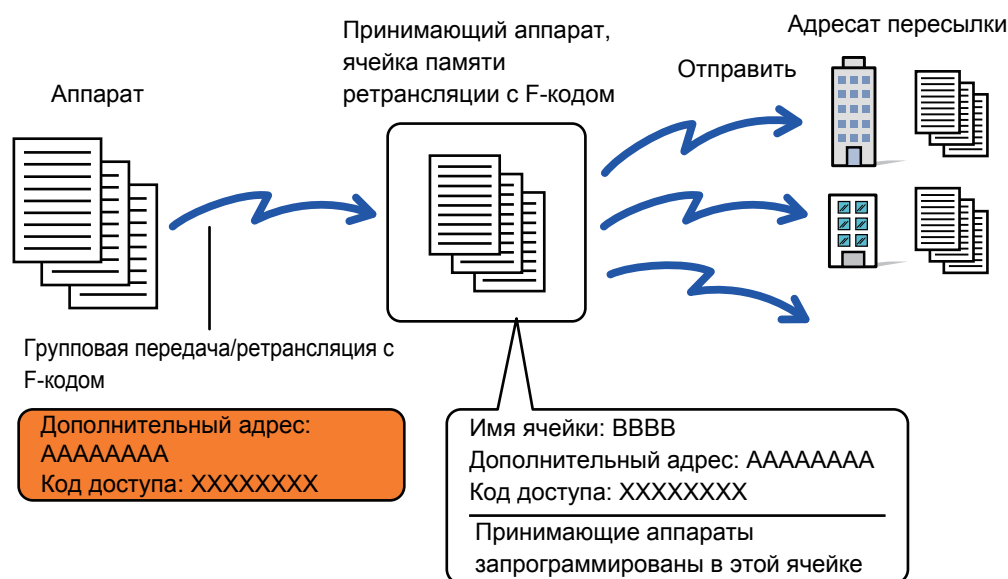 Аппарат
Принимающий аппарат,
ячейка памяти
ретрансляции с F-кодом
Отправить
Адресат пересылки
Групповая передача/ретрансляция с
F-кодом
Дополнительный адрес:
AAAAAAAA
Код доступа: XXXXXXXX
Имя ячейки: BBBB
Дополнительный адрес: AAAAAAAA
Код доступа: XXXXXXXX
Принимающие аппараты
запрограммированы в этой ячейке